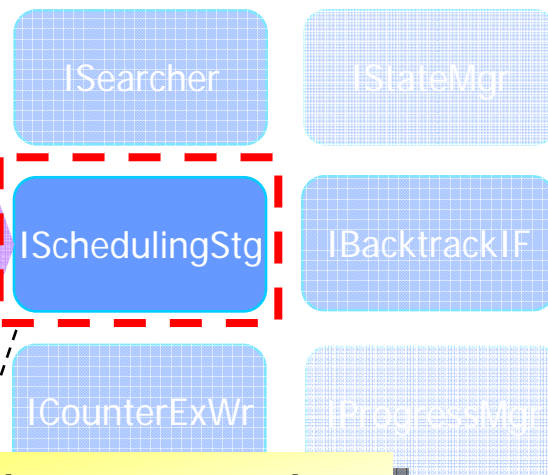 ISearcher
IStateMgr
ISchedulingStg
IBacktrackIF
ICounterExWr
IProgressMgr